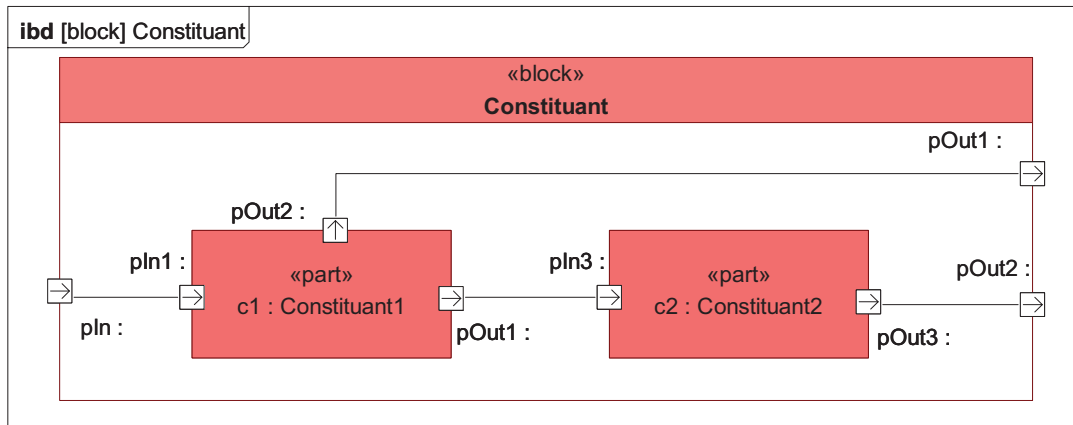 ibd [block] Constituant
«block»
Constituant
pOut1 :
pOut2 :
pIn1 :
pIn3 :
pOut2 :
«part»
c1 : Constituant1
«part»
c2 : Constituant2
pIn :
pOut1 :
pOut3 :